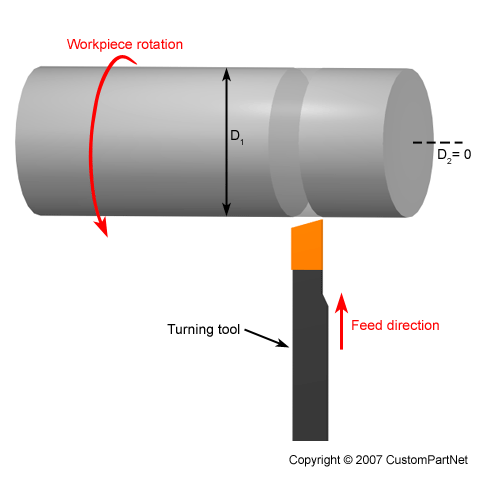 Workpiece rotation
D1
D2= 0
Turning tool
Feed direction
Copyright © 2007 CustomPartNet